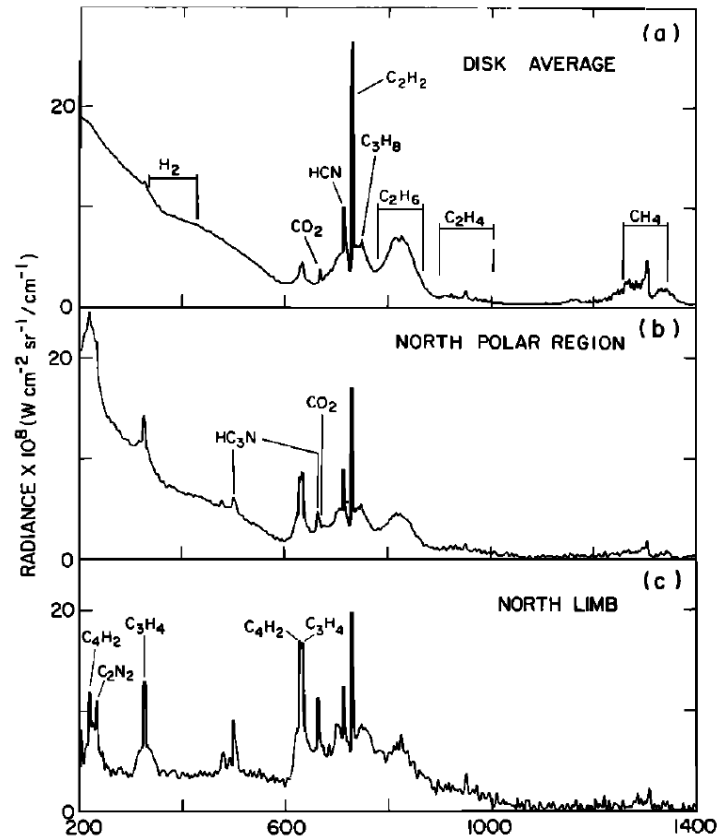 (a)
DISK AVERAGE
20
0
H₂
CO₂
HCN
C₂H₂
C₃H₈
C₂H₆
C₂H₄
CH₄
(b)
NORTH POLAR REGION
20
0
HC₃N
CO₂
RADIANCE X 10⁸ (W cm⁻² sr⁻¹/cm⁻¹)
(c)
NORTH LIMB
20
0
C₄H₂
C₂N₂
C₃H₄
C₄H₂
C₃H₄
200 600 1000 1400